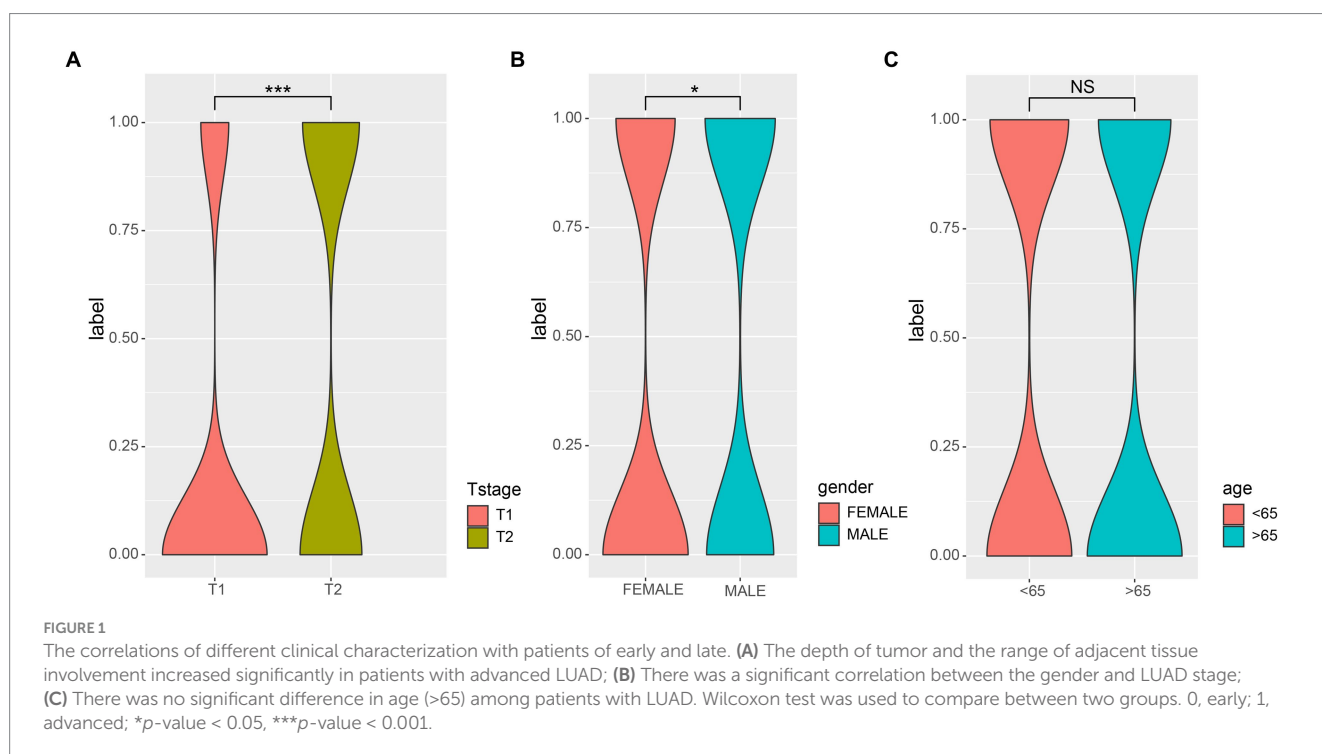 A
***
1.00
0.75
0.50
0.25
0.00
label
T1
T2
Tstage
T1
T2
B
*
1.00
0.75
0.50
0.25
0.00
label
FEMALE
MALE
gender
FEMALE
MALE
C
NS
1.00
0.75
0.50
0.25
0.00
label
<65
>65
age
<65
>65
FIGURE 1
The correlations of different clinical characterization with patients of early and late. (A) The depth of tumor and the range of adjacent tissue
involvement increased significantly in patients with advanced LUAD; (B) There was a significant correlation between the gender and LUAD stage;
(C) There was no significant difference in age (>65) among patients with LUAD. Wilcoxon test was used to compare between two groups. 0, early; 1,
advanced; *p-value < 0.05, ***p-value < 0.001.